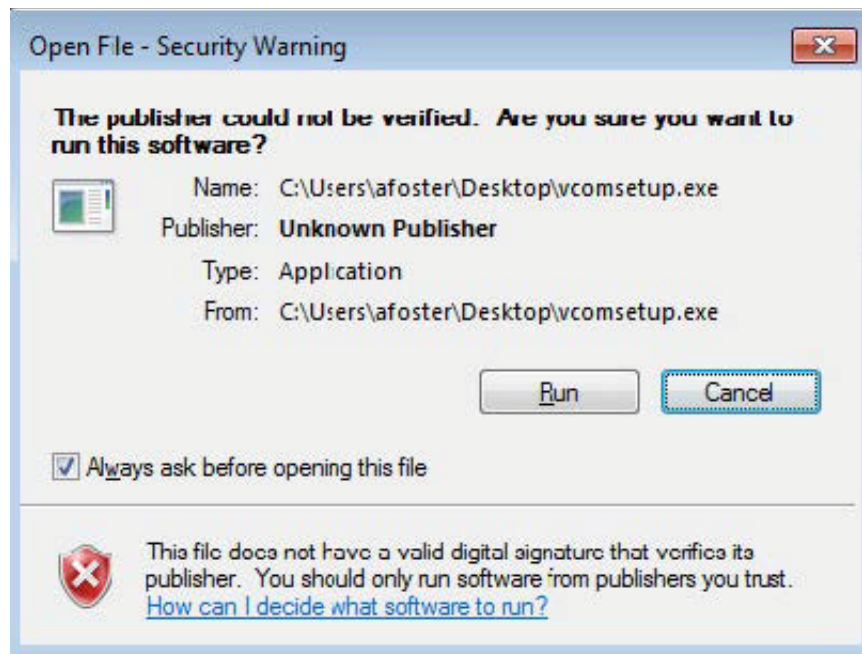 Open File - Security Warning
The publisher could not be verified.  Are you sure you want to
run this software?
Name: C:\Users\afoster\Desktop\vcomsetup.exe
Publisher: Unknown Publisher
Type: Application
From: C:\Users\afoster\Desktop\vcomsetup.exe
Run Cancel
Always ask before opening this file
This file does not have a valid digital signature that verifies its
publisher.  You should only run software from publishers you trust.
How can I decide what software to run?